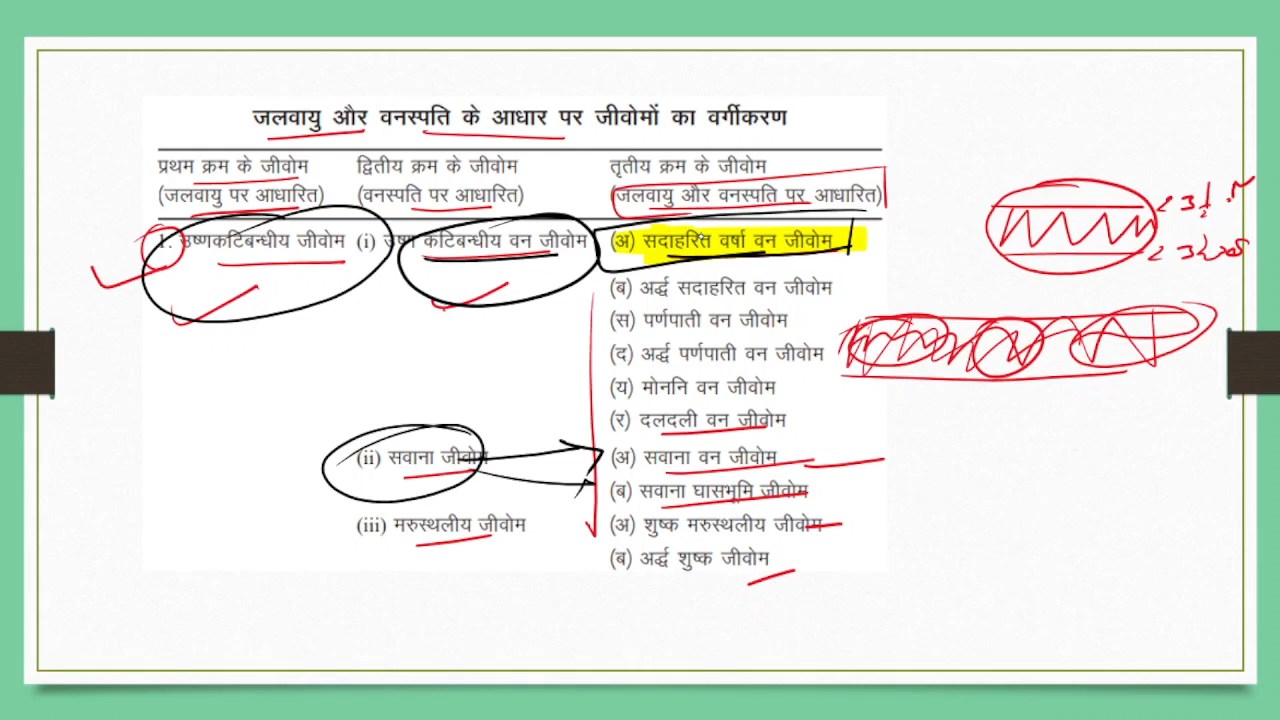 जलवायु और वनस्पति के आधार पर जीवोमों का वर्गीकरण
प्रथम क्रम के जीवोम द्वितीय क्रम के जीवोम तृतीय क्रम के जीवोम
(जलवायु पर आधारित) (वनस्पति पर आधारित) (जलवायु और वनस्पति पर आधारित)
1. उष्णकटिबन्धीय जीवोम (i) उष्ण कटिबन्धीय वन जीवोम (अ) सदाहरित वर्षा वन जीवोम
(ब) अर्द्ध सदाहरित वन जीवोम
(स) पर्णपाती वन जीवोम
(द) अर्द्ध पर्णपाती वन जीवोम
(य) मोननि वन जीवोम
(र) दलदली वन जीवोम
(ii) सवाना जीवोम (अ) सवाना वन जीवोम
(ब) सवाना घासभूमि जीवोम
(iii) मरुस्थलीय जीवोम (अ) शुष्क मरुस्थलीय जीवोम
(ब) अर्द्ध शुष्क जीवोम